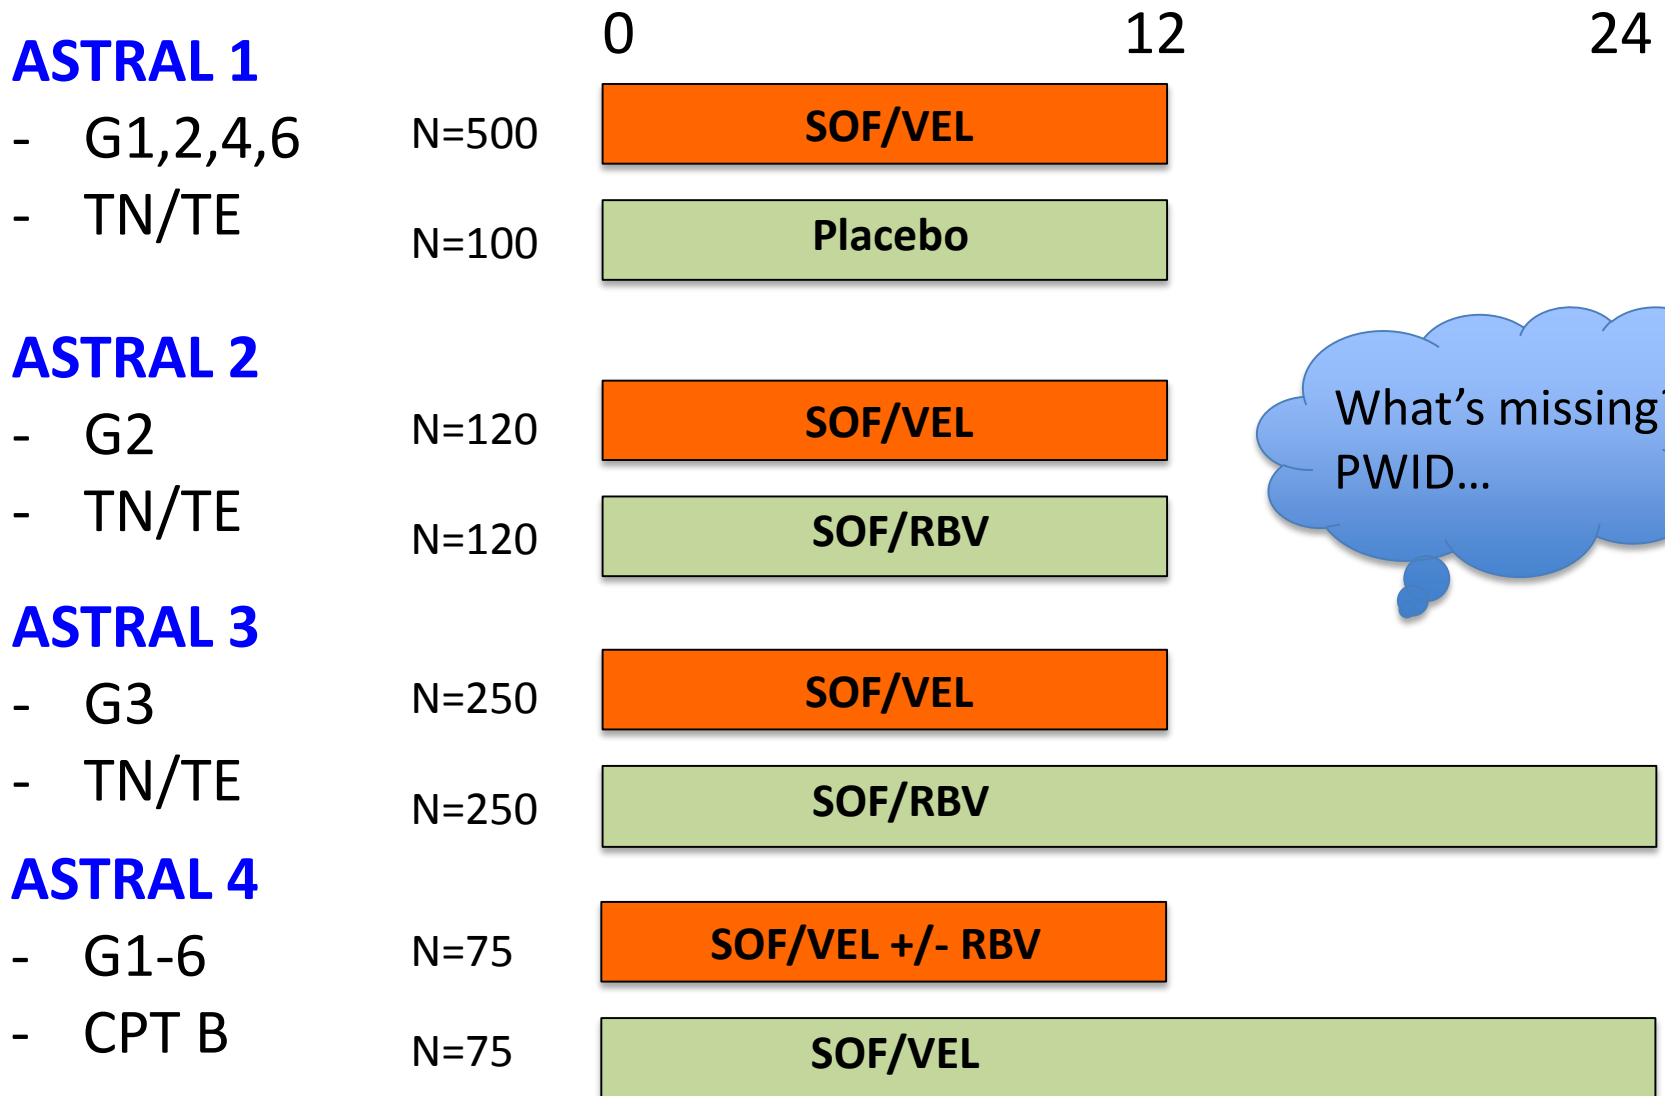 0 12 24
ASTRAL 1
- G1,2,4,6
- TN/TE
N=500 SOF/VEL
N=100 Placebo
ASTRAL 2
- G2
- TN/TE
N=120 SOF/VEL
N=120 SOF/RBV
What's missing?
PWID...
ASTRAL 3
- G3
- TN/TE
N=250 SOF/VEL
N=250 SOF/RBV
ASTRAL 4
- G1-6
- CPT B
N=75 SOF/VEL +/- RBV
N=75 SOF/VEL